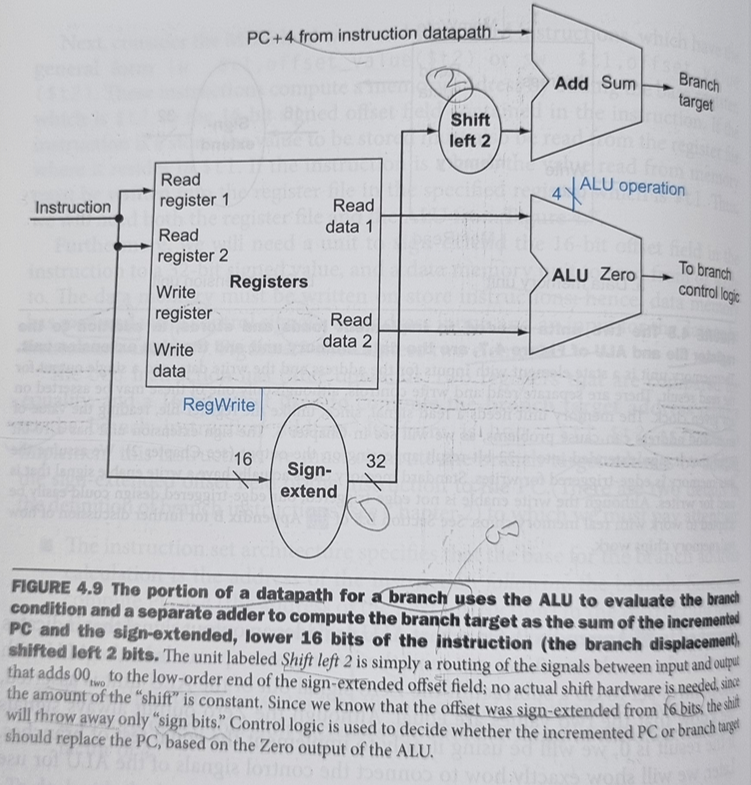 PC+4 from instruction datapath
Add Sum
Branch
target
Shift
left 2
4
ALU operation
Instruction
Read
register 1
Read
register 2
Write
register
Write
data
Registers
Read
data 1
Read
data 2
ALU Zero
To branch
control logic
RegWrite
16
Sign-
extend
32
FIGURE 4.9 The portion of a datapath for a branch uses the ALU to evaluate the branch
condition and a separate adder to compute the branch target as the sum of the incremented
PC and the sign-extended, lower 16 bits of the instruction (the branch displacement),
shifted left 2 bits. The unit labeled Shift left 2 is simply a routing of the signals between input and output
that adds 00two to the low-order end of the sign-extended offset field; no actual shift hardware is needed, since
the amount of the “shift” is constant. Since we know that the offset was sign-extended from 16 bits, the shift
will throw away only “sign bits.” Control logic is used to decide whether the incremented PC or branch target
should replace the PC, based on the Zero output of the ALU.